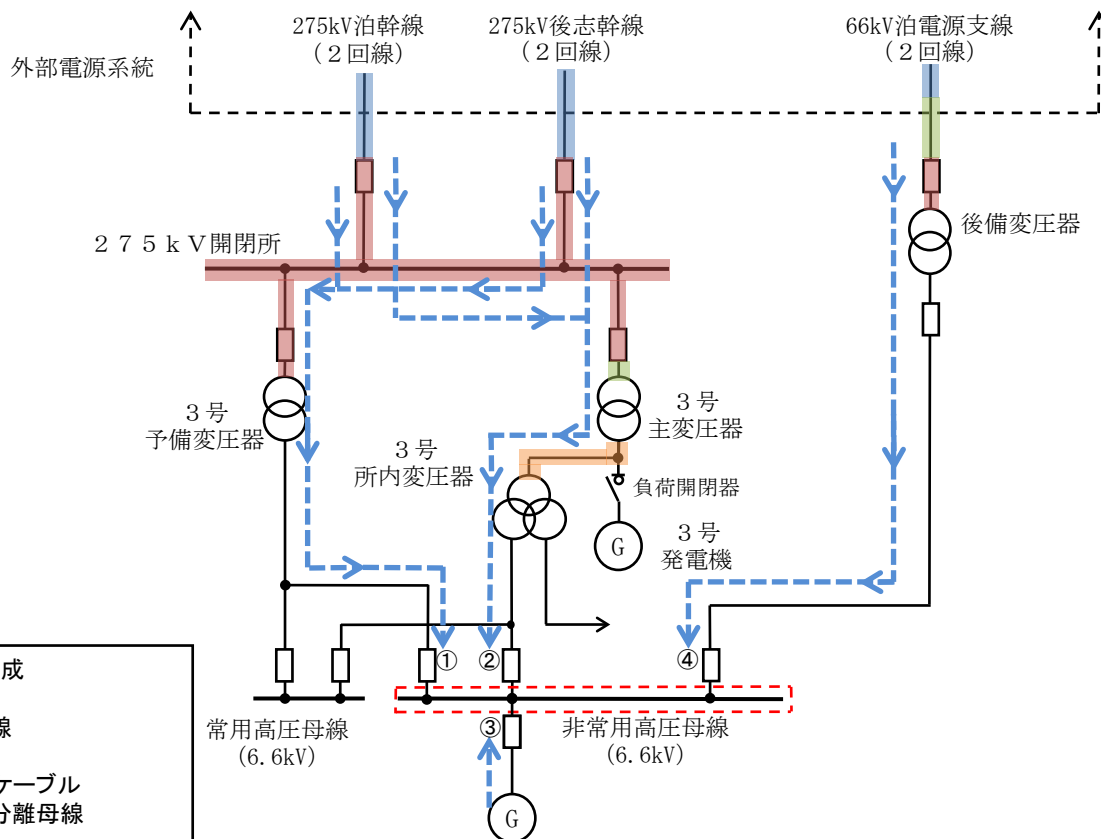 275kV泊幹線
(２回線)
275kV後志幹線
(２回線)
66kV泊電源支線
(２回線)
外部電源系統
２７５ｋＶ開閉所
後備変圧器
３号
予備変圧器
３号
主変圧器
３号
所内変圧器
負荷開閉器
G
３号
発電機
①
②
④
成
線
ケーブル
分離母線
常用高圧母線
(6.6kV)
③
非常用高圧母線
(6.6kV)
G